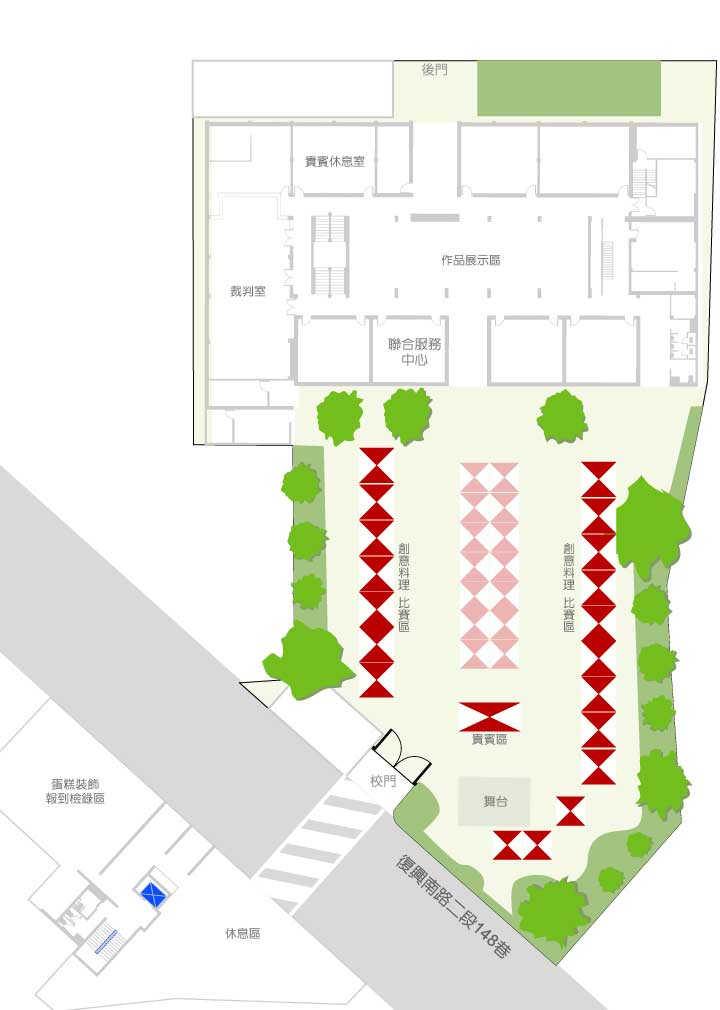 後門
貴賓休息室
作品展示區
裁判室
聯合服務
中心
創意料理 比賽區
創意料理 比賽區
貴賓區
校門
舞台
蛋糕裝飾
報到檢錄區
復興南路二段148巷
休息區